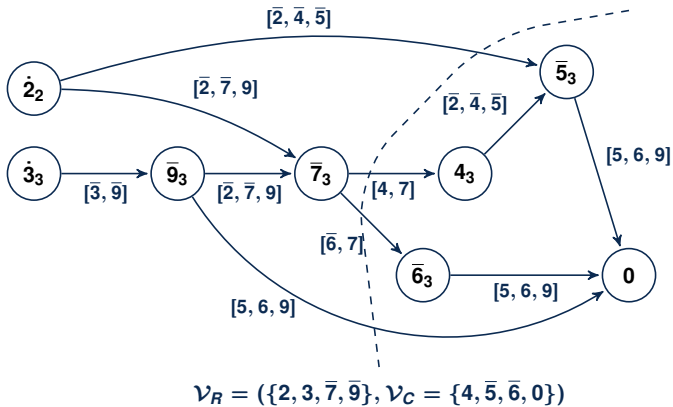 [2̅, 4̅, 5̅]
5̅₃
2̇₂
[2̅, 7̅, 9]
[2̅, 4̅, 5̅]
[5, 6, 9]
3̇₃
[3̅, 9̅]
9̅₃
[2̅, 7̅, 9]
7̅₃
[4, 7]
4₃
[6̅, 7]
6̅₃
[5, 6, 9]
0
[5, 6, 9]
𝒱_R = ({2, 3, 7̅, 9̅}, 𝒱_C = {4, 5̅, 6̅, 0})